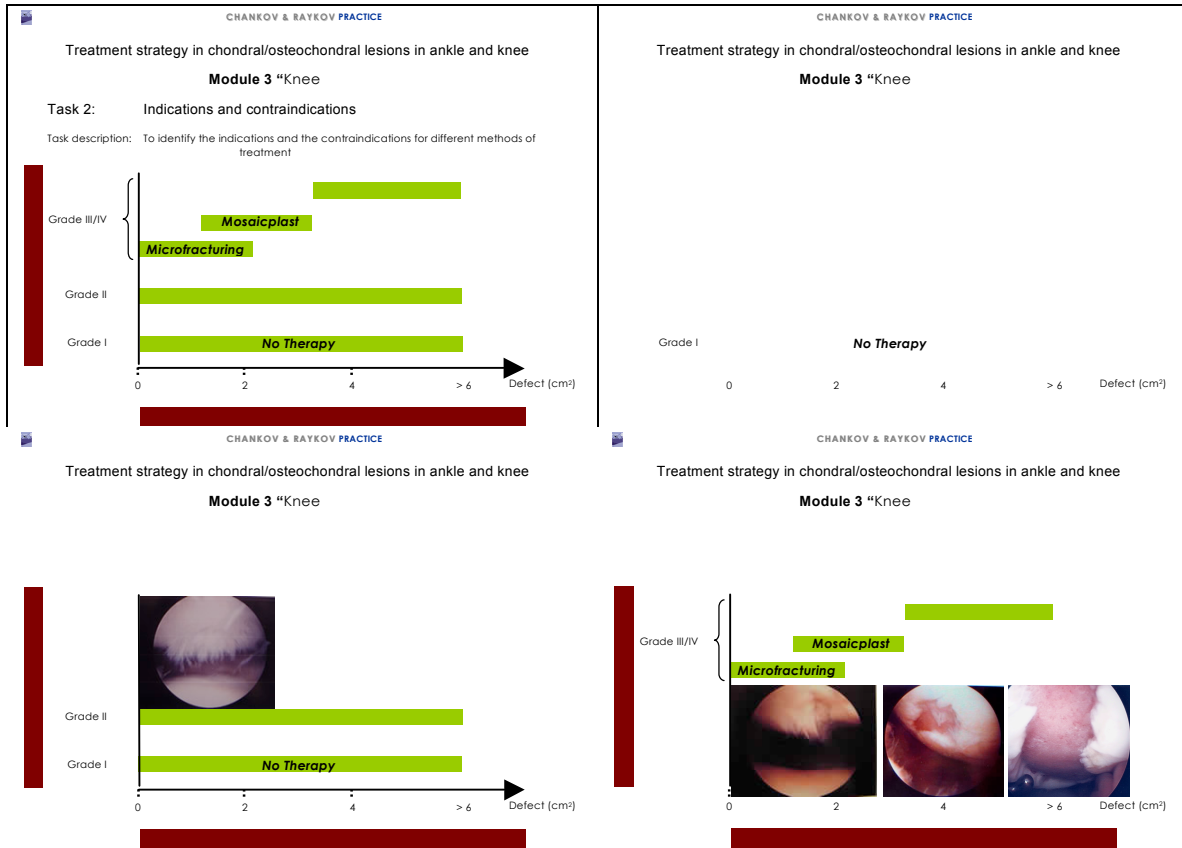 CHANKOV & RAYKOV PRACTICE
Treatment strategy in chondral/osteochondral lesions in ankle and knee
Module 3 “Knee
Task 2: Indications and contraindications
Task description: To identify the indications and the contraindications for different methods of
treatment
Grade III/IV
Mosaicplast
Microfracturing
Grade II
Grade I
No Therapy
0 2 4 > 6 Defect (cm²)
CHANKOV & RAYKOV PRACTICE
Treatment strategy in chondral/osteochondral lesions in ankle and knee
Module 3 “Knee
Grade I
No Therapy
0 2 4 > 6 Defect (cm²)
CHANKOV & RAYKOV PRACTICE
Treatment strategy in chondral/osteochondral lesions in ankle and knee
Module 3 “Knee
Grade II
Grade I
No Therapy
0 2 4 > 6 Defect (cm²)
CHANKOV & RAYKOV PRACTICE
Treatment strategy in chondral/osteochondral lesions in ankle and knee
Module 3 “Knee
Grade III/IV
Mosaicplast
Microfracturing
0 2 4 > 6 Defect (cm²)